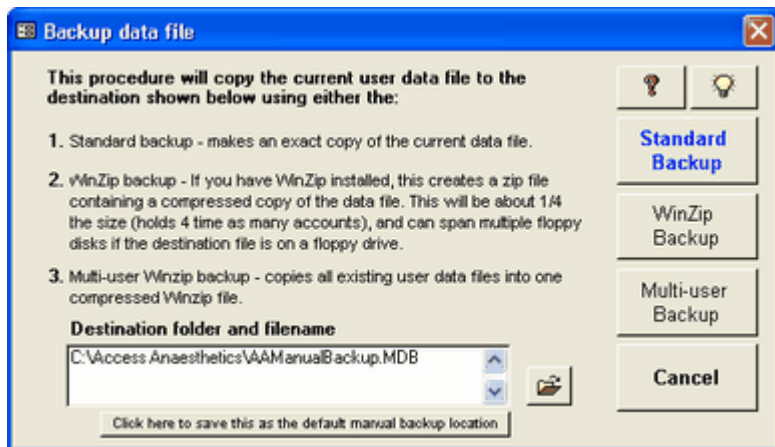 Backup data file
This procedure will copy the current user data file to the
destination shown below using either the:
1. Standard backup - makes an exact copy of the current data file.
2. WinZip backup - If you have WinZip installed, this creates a zip file
containing a compressed copy of the data file. This will be about 1/4
the size (holds 4 time as many accounts), and can span multiple floppy
disks if the destination file is on a floppy drive.
3. Multi-user Winzip backup - copies all existing user data files into one
compressed Winzip file.
Destination folder and filename
C:\Access Anaesthetics\AAManualBackup.MDB
Click here to save this as the default manual backup location
?
Standard
Backup
WinZip
Backup
Multi-user
Backup
Cancel